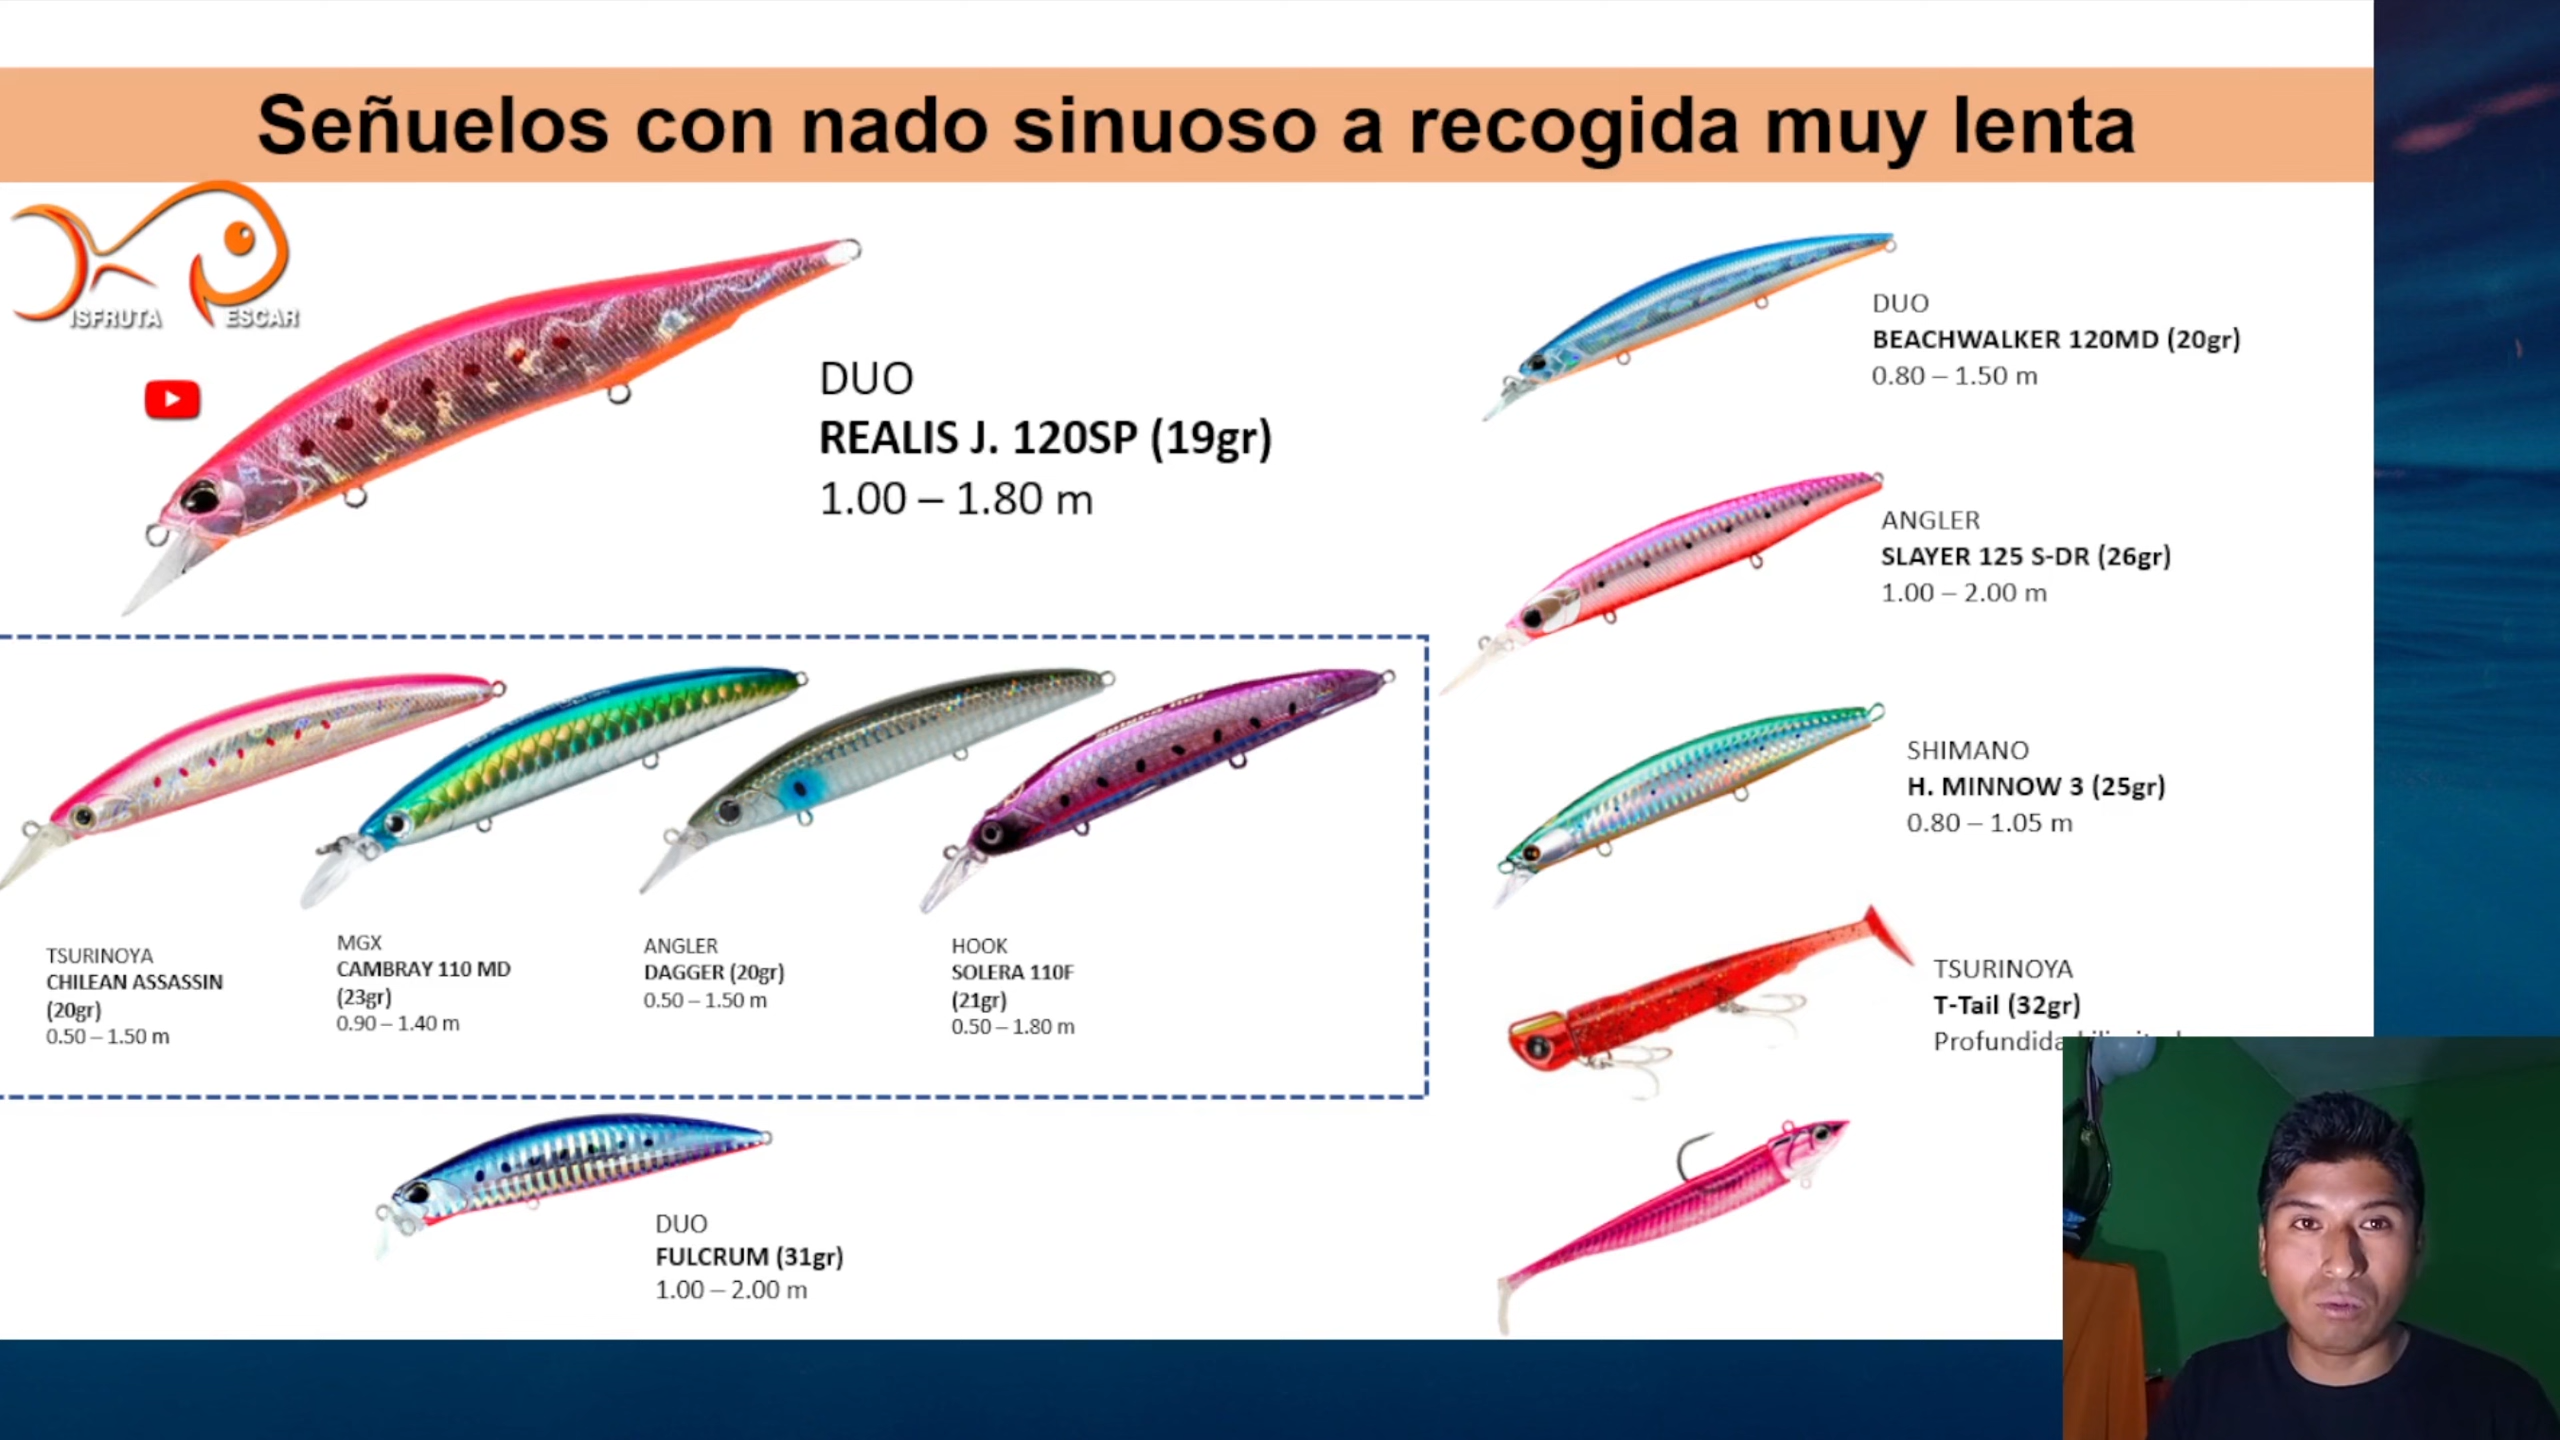 Señuelos con nado sinuoso a recogida muy lenta
ISFRUTA ESCAR
DUO
REALIS J. 120SP (19gr)
1.00 – 1.80 m
DUO
BEACHWALKER 120MD (20gr)
0.80 – 1.50 m
ANGLER
SLAYER 125 S-DR (26gr)
1.00 – 2.00 m
SHIMANO
H. MINNOW 3 (25gr)
0.80 – 1.05 m
TSURINOYA
T-Tail (32gr)
TSURINOYA
CHILEAN ASSASSIN
(20gr)
0.50 – 1.50 m
MGX
CAMBRAY 110 MD
(23gr)
0.90 – 1.40 m
ANGLER
DAGGER (20gr)
0.50 – 1.50 m
HOOK
SOLERA 110F
(21gr)
0.50 – 1.80 m
DUO
FULCRUM (31gr)
1.00 – 2.00 m